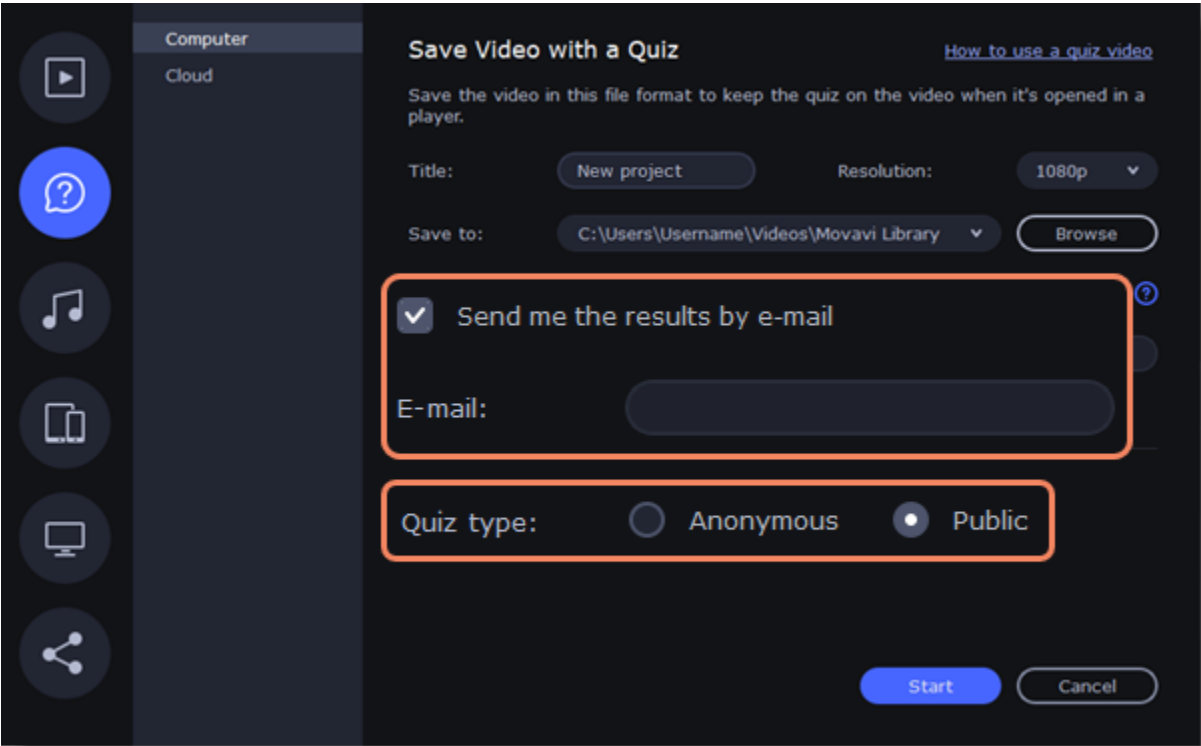 Computer
Cloud
Save Video with a Quiz
How to use a quiz video
Save the video in this file format to keep the quiz on the video when it's opened in a
player.
Title: New project Resolution: 1080p
Save to: C:\Users\Username\Videos\Movavi Library Browse
?
Send me the results by e-mail
E-mail:
Quiz type: Anonymous Public
Start Cancel